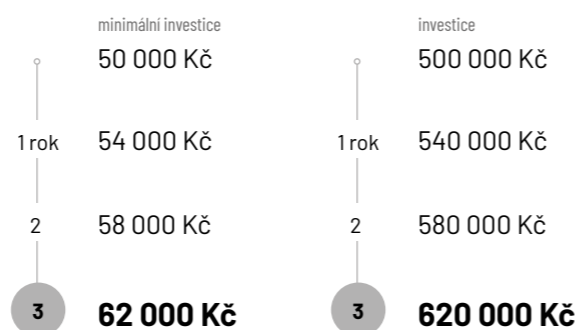 minimální investice
50 000 Kč
1 rok 54 000 Kč
2 58 000 Kč
3 62 000 Kč
investice
500 000 Kč
1 rok 540 000 Kč
2 580 000 Kč
3 620 000 Kč